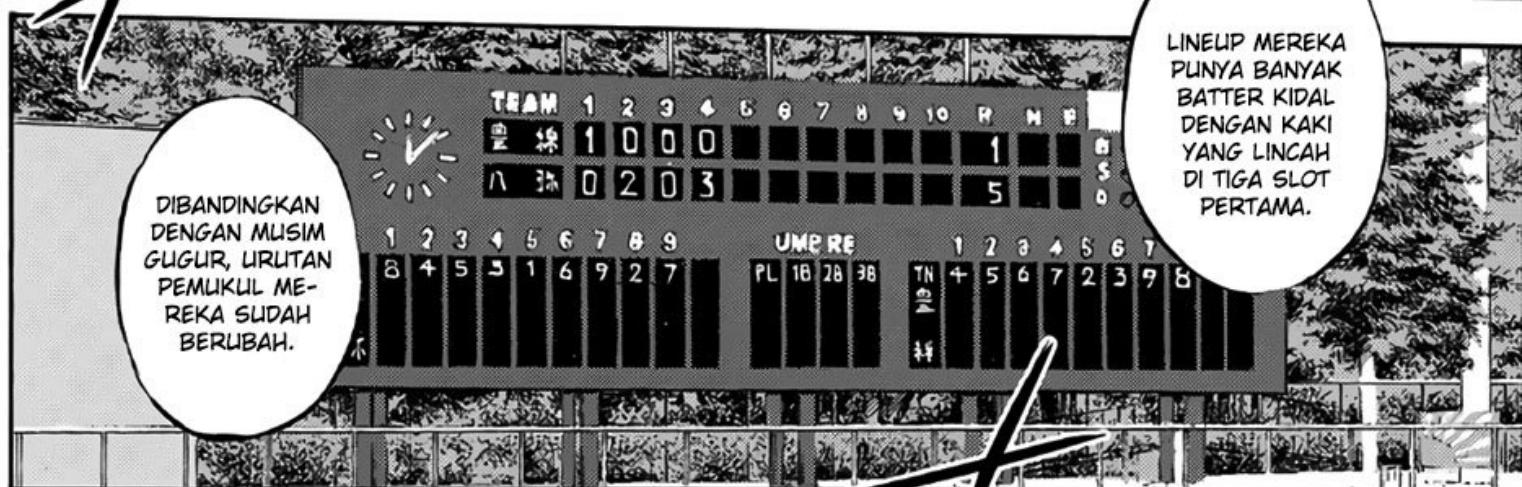 LINEUP MEREKA
PUNYA BANYAK
BATTER KIDAL
DENGAN KAKI
YANG LINCAH
DI TIGA SLOT
PERTAMA.
DIBANDINGKAN
DENGAN MUSIM
GUGUR, URUTAN
PEMUKUL ME-
REKA SUDAH
BERUBAH.
TEAM 1 2 3 4 5 6 7 8 9 10 R H E
1 0 0 0 1
八弥 0 2 0 3 5
B
S
O
1 2 3 4 5 6 7 8 9
8 4 5 3 1 6 9 2 7
UMPIRE
PL 1B 2B 3B
1 2 3 4 5 6 7
4 5 6 7 2 3 9 8